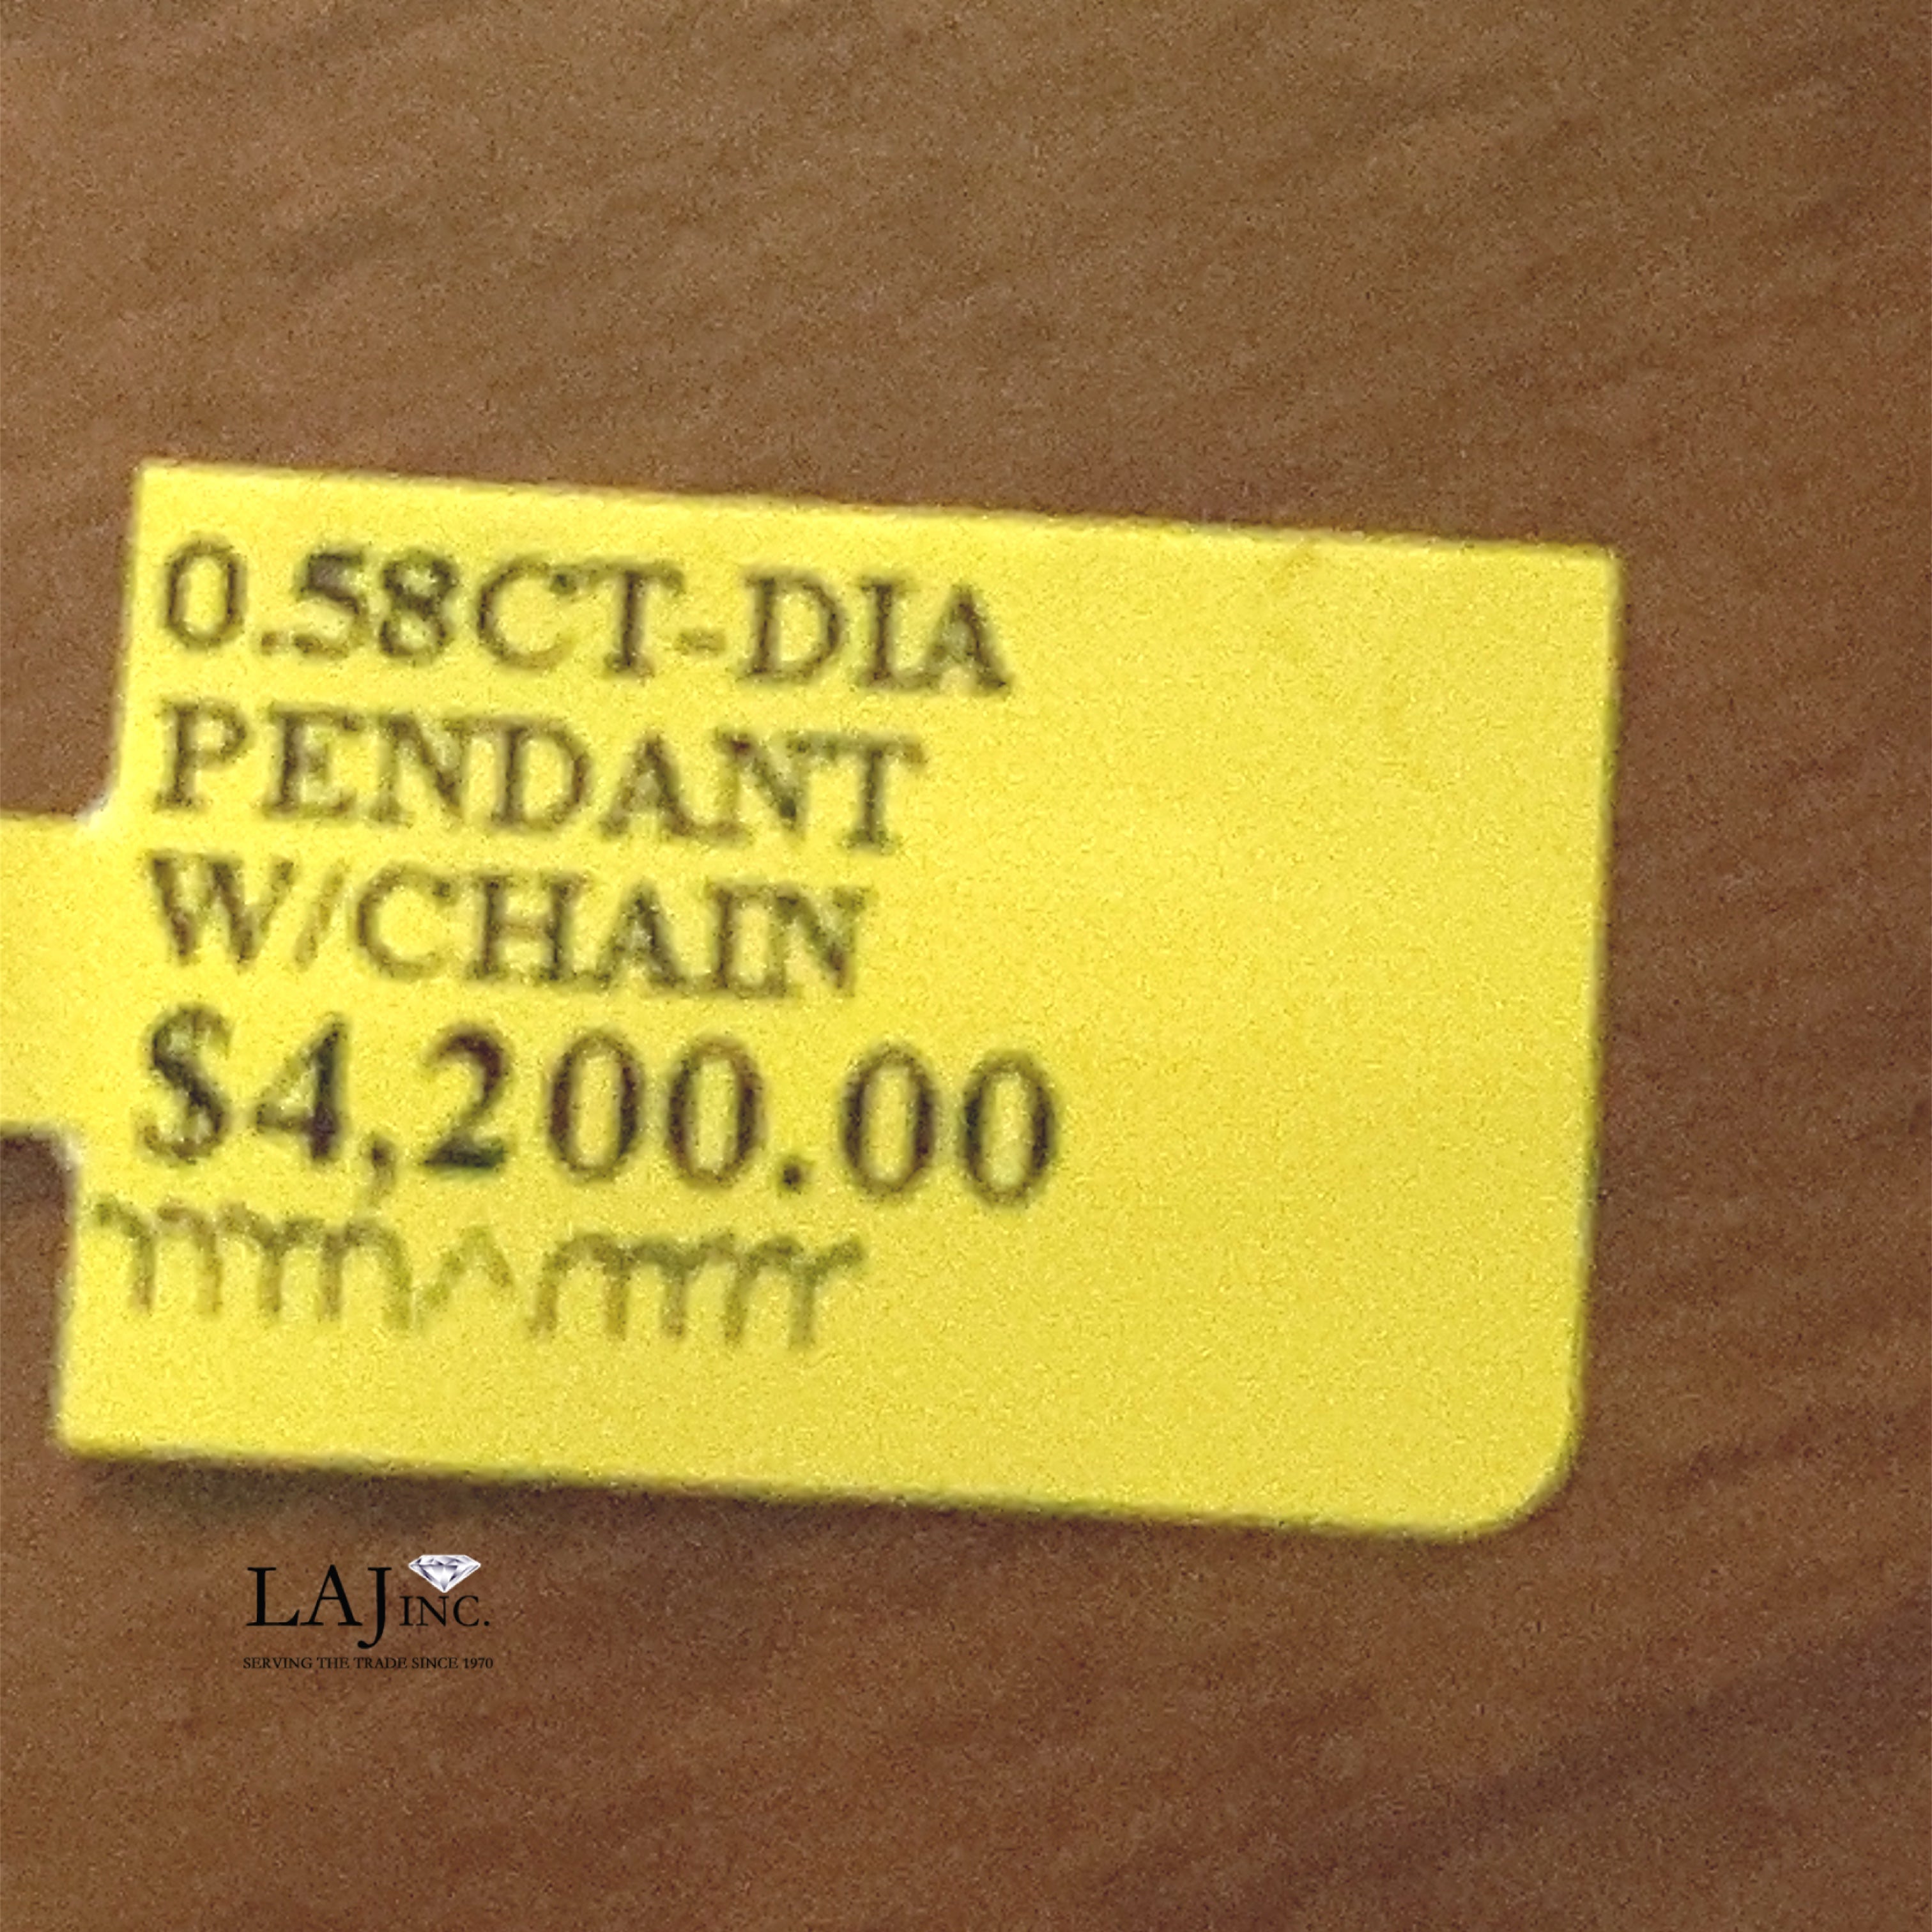 0.58CT-DIA
PENDANT
W/CHAIN
$4,200.00
LAJ INC.
SERVING THE TRADE SINCE 1970